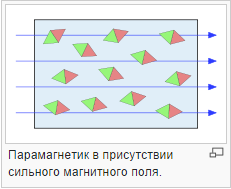 Парамагнетик в присутствии
сильного магнитного поля.